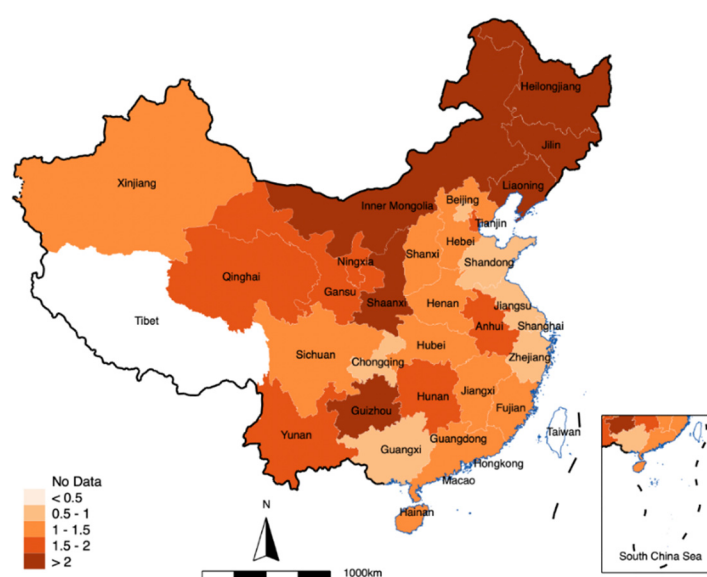 Heilongjiang
Jilin
Liaoning
Xinjiang
Inner Mongolia
Beijing
Tianjin
Hebei
Shanxi
Ningxia
Shandong
Qinghai
Gansu
Shaanxi
Henan
Jiangsu
Tibet
Anhui
Shanghai
Sichuan
Hubei
Chongqing
Zhejiang
Hunan
Jiangxi
Guizhou
Fujian
Yunan
Guangdong
Taiwan
Guangxi
Hongkong
Macao
Hainan
No Data
< 0.5
0.5 - 1
1 - 1.5
1.5 - 2
> 2
N
1000km
South China Sea